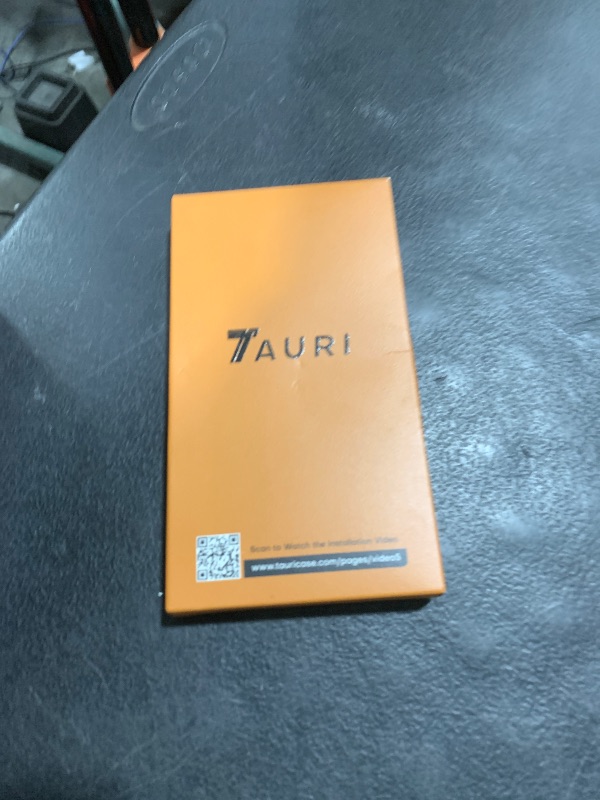 TAURI
Scan to Watch the Installation Video
www.tauricase.com/pages/video5